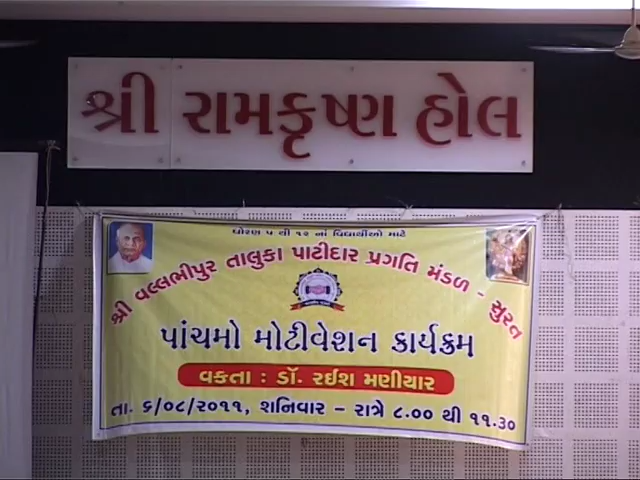 શ્રી રામકૃષ્ણ હોલ
ધોરણ ૫ થી ૧૨ નાં વિદ્યાર્થીઓ માટે
શ્રી વલ્લભીપુર તાલુકા પાટીદાર પ્રગતિ મંડળ - સુરત
પાંચમો મોટીવેશન કાર્યક્રમ
વકતા : ડૉ. રઈશ મણીયાર
તા. ૬/૦૮/૨૦૧૧, શનિવાર - રાત્રે ૮.૦૦ થી ૧૧.૩૦